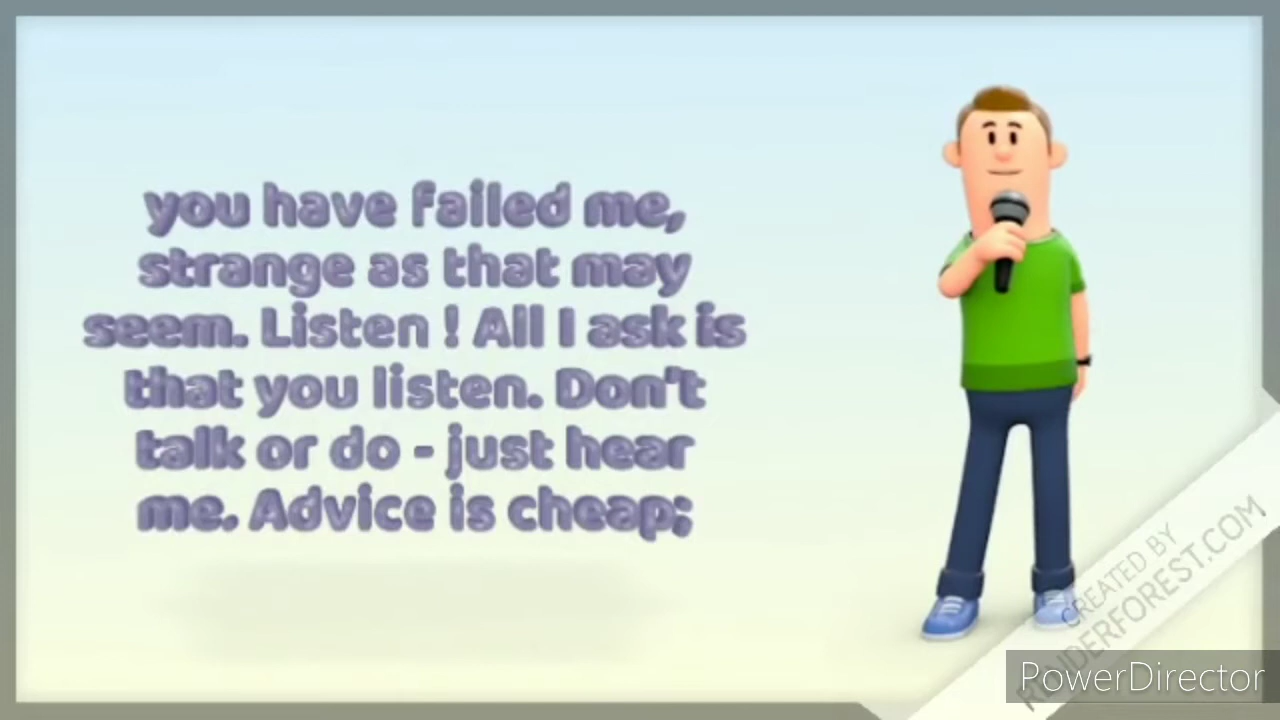 you have failed me,
strange as that may
seem. Listen ! All I ask is
that you listen. Don't
talk or do - just hear
me. Advice is cheap;
CREATED BY
RENDERFOREST.COM
PowerDirector